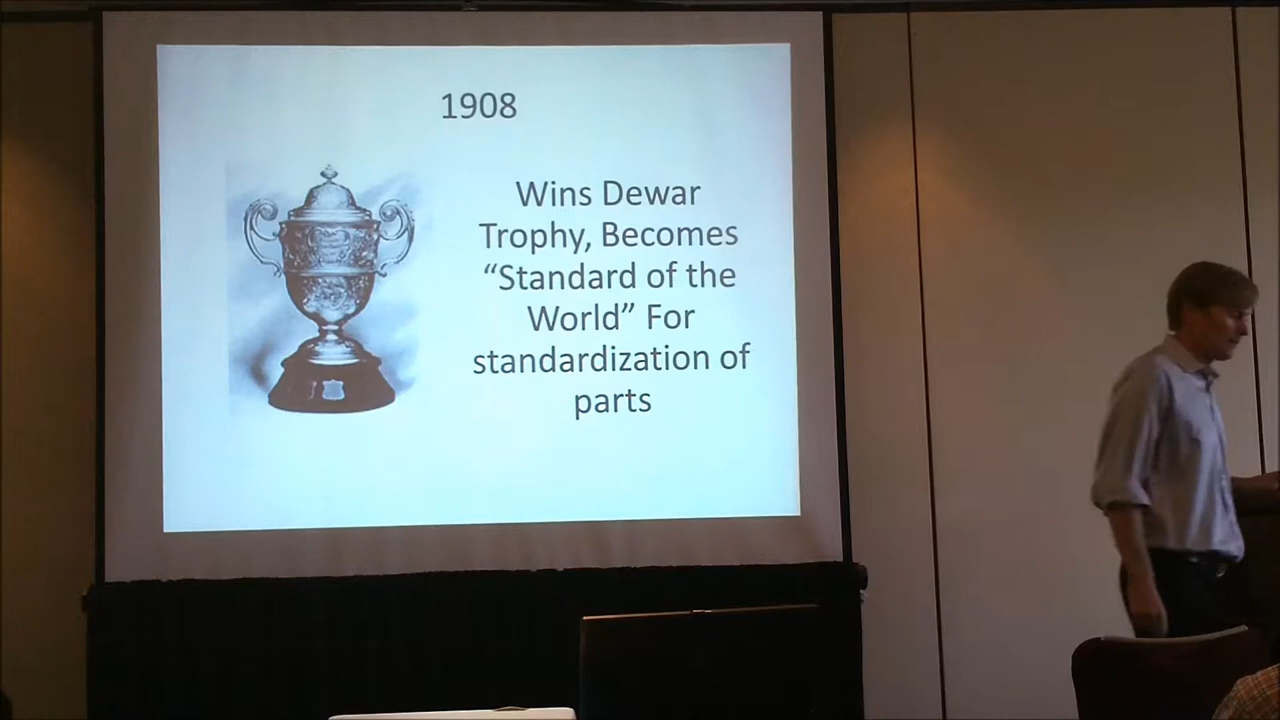 1908
Wins Dewar
Trophy, Becomes
“Standard of the
World” For
standardization of
parts